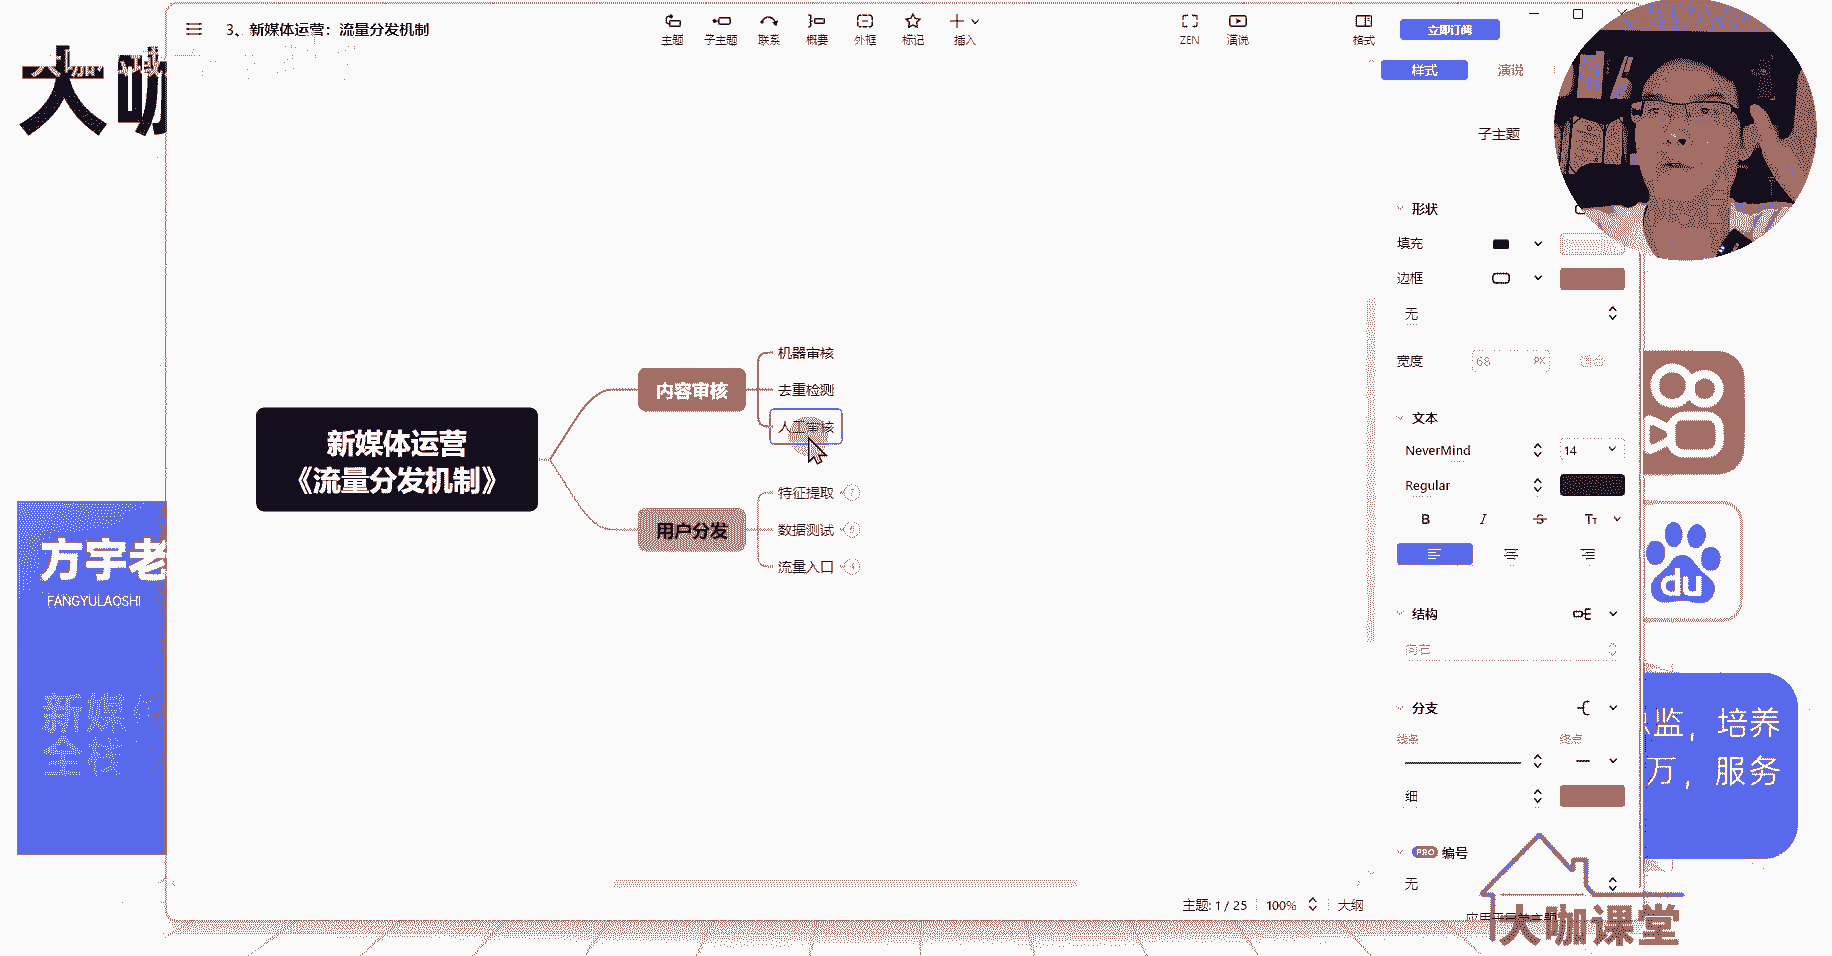 3、新媒体运营：流量分发机制
主题
子主题
联系
概要
外框
标记
插入
ZEN
演说
格式
立即订阅
样式
演说
大咖
子主题
形状
填充
边框
无
宽度
68
PX
文本
NeverMind
14
Regular
B
I
S
TT
结构
向右
分支
线条
终点
细
PRO
编号
无
新媒体运营
《流量分发机制》
内容审核
机器审核
去重检测
人工审核
用户分发
特征提取
数据测试
流量入口
方宇老
FANGYULAOSHI
新媒
全栈
du
监，培养
万，服务
主题: 1 / 25
100%
大纲
大咖课堂